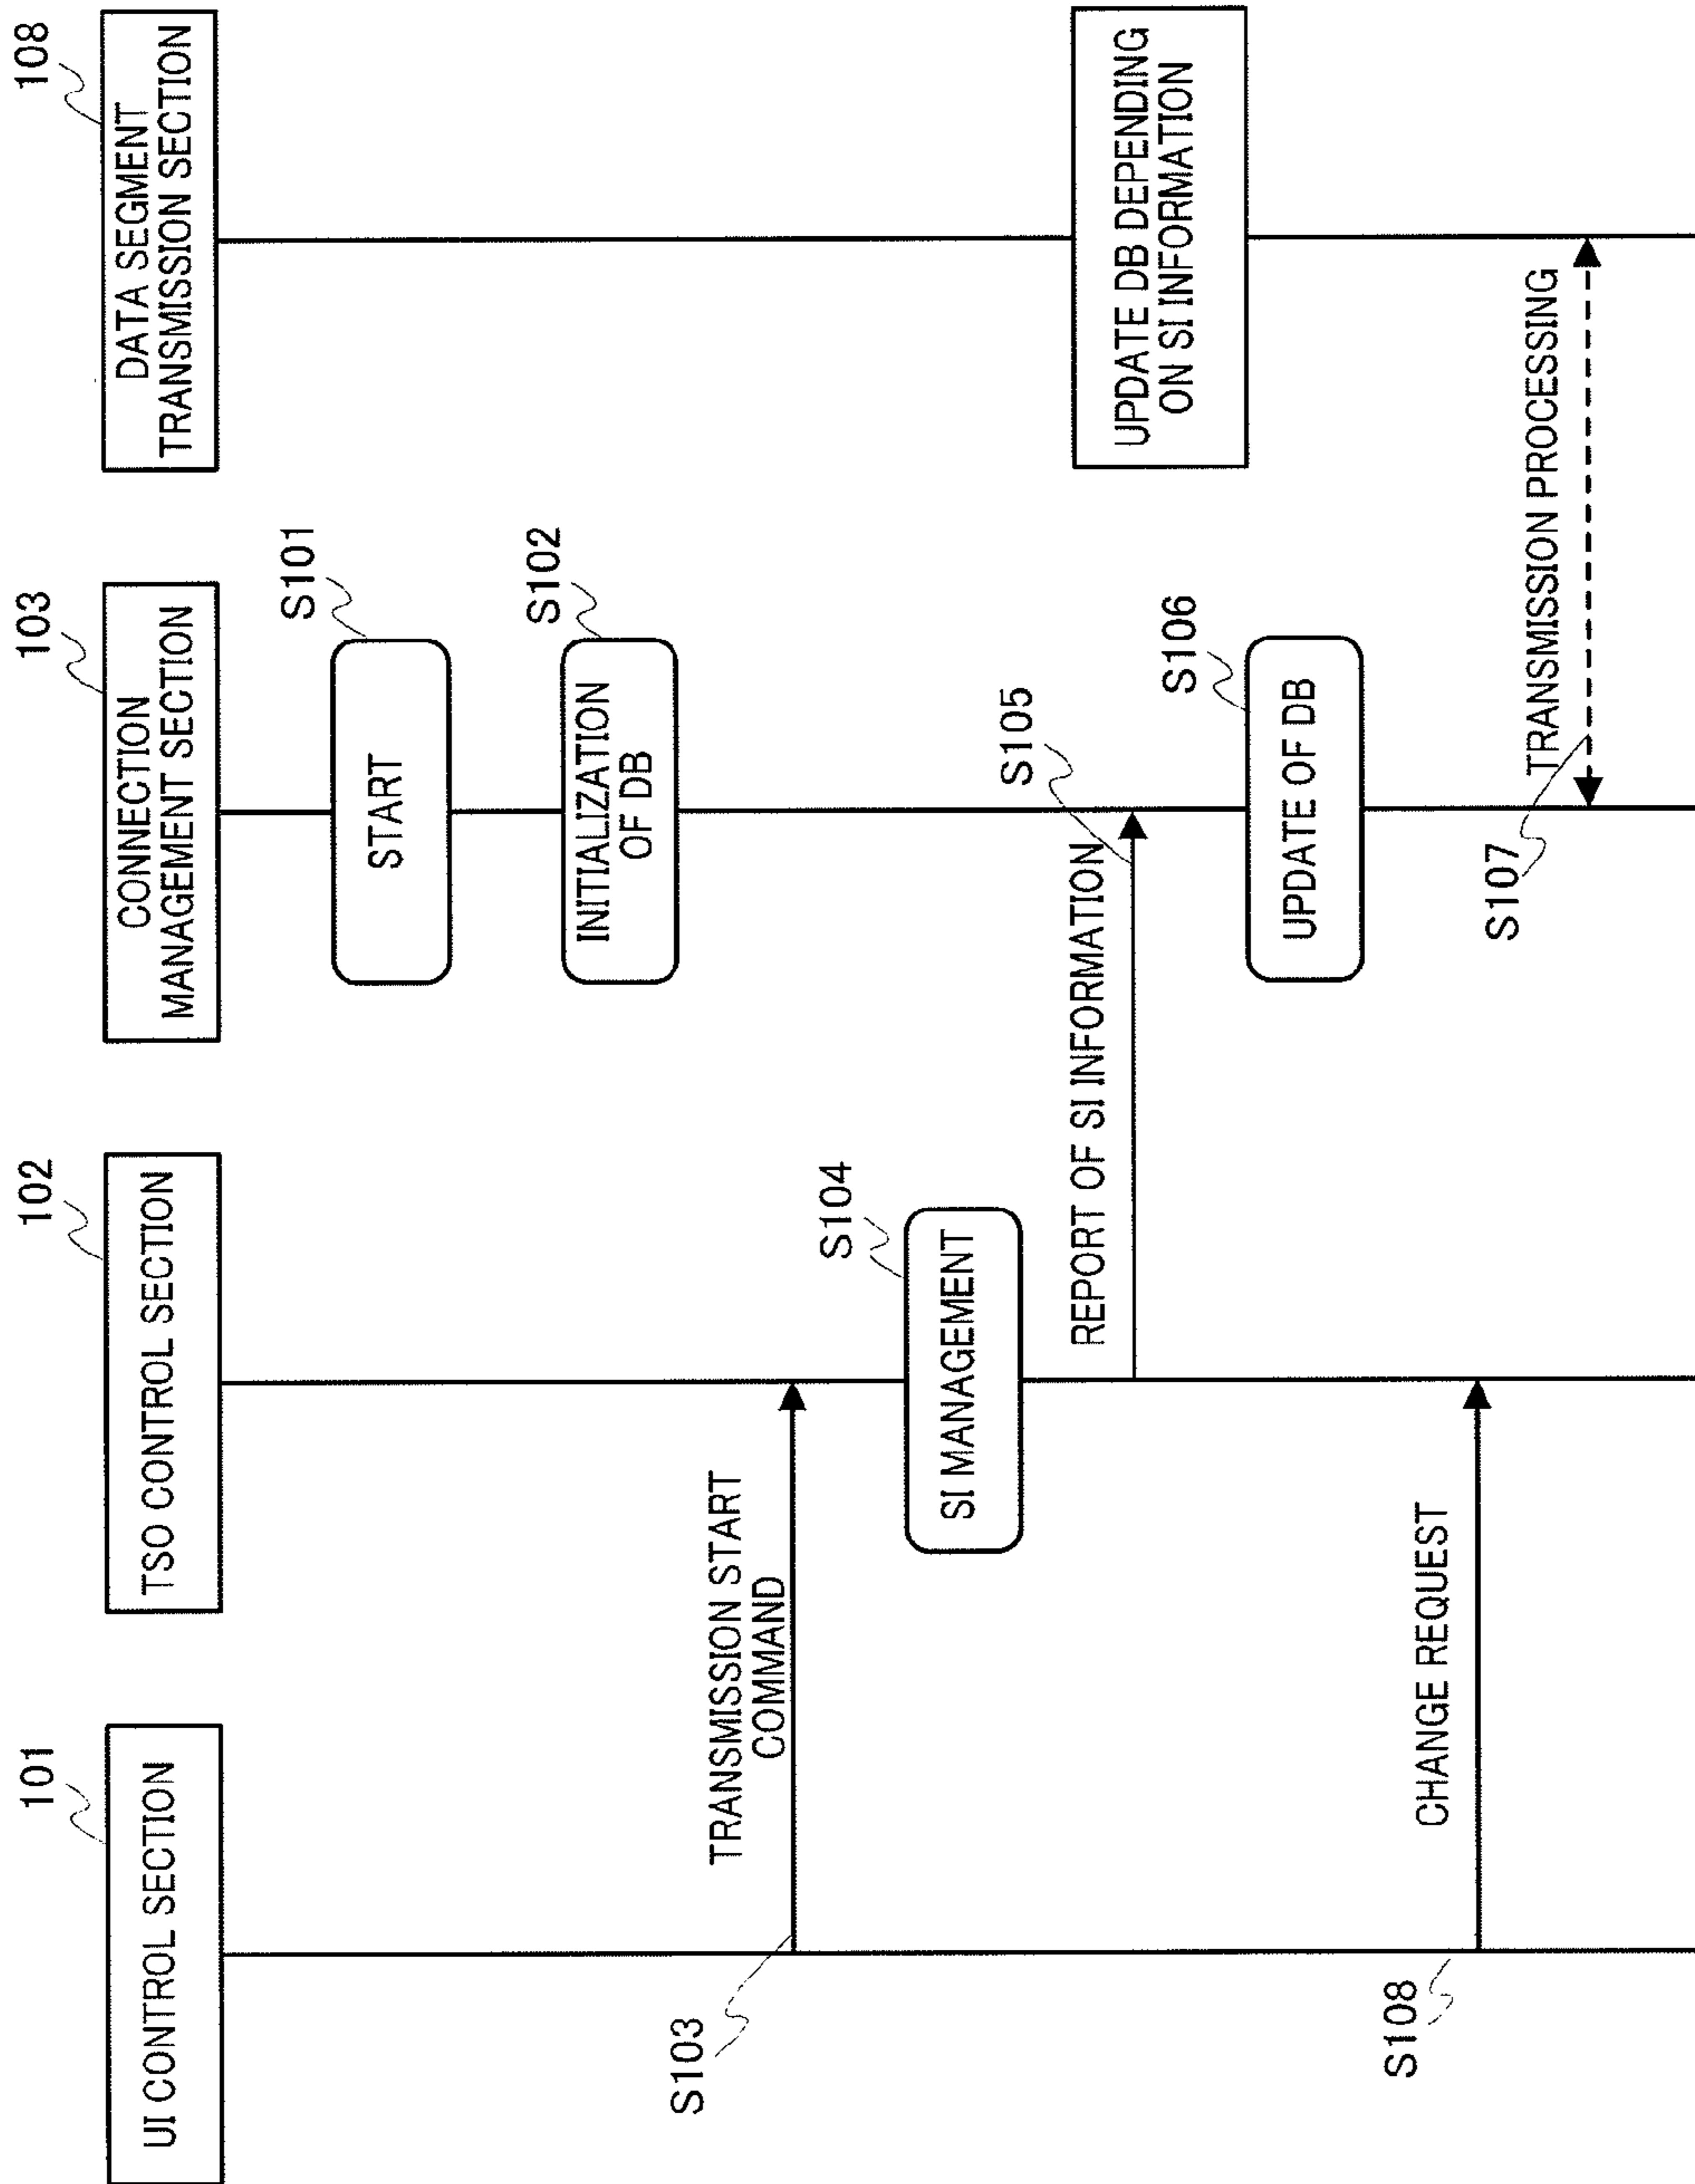 101
UI CONTROL SECTION
102
TSO CONTROL SECTION
103
CONNECTION
MANAGEMENT SECTION
108
DATA SEGMENT
TRANSMISSION SECTION
START
S101
INITIALIZATION
OF DB
S102
TRANSMISSION START
COMMAND
S103
SI MANAGEMENT
S104
REPORT OF SI INFORMATION
S105
UPDATE DB DEPENDING
ON SI INFORMATION
UPDATE OF DB
S106
CHANGE REQUEST
S108
TRANSMISSION PROCESSING
S107